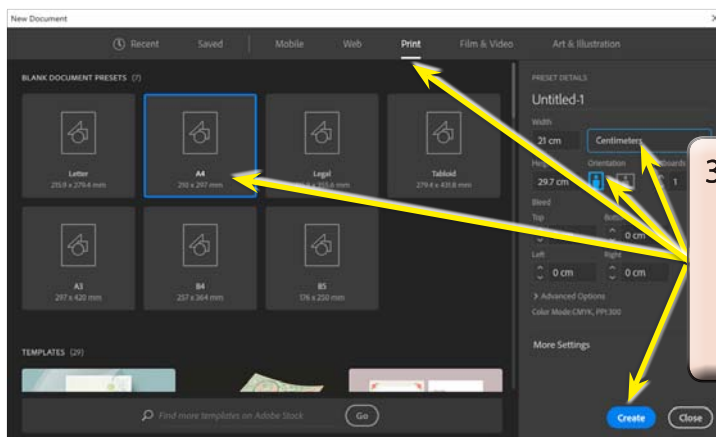 New Document
Recent Saved Mobile Web Print Film & Video Art & Illustration
BLANK DOCUMENT PRESETS (7)
Letter
215.9 x 279.4 mm
A4
210 x 297 mm
Legal
Tabloid
279.4 x 431.8 mm
A3
297 x 420 mm
B4
257 x 364 mm
B5
176 x 250 mm
TEMPLATES (29)
Find more templates on Adobe Stock Go
PRESET DETAILS
Untitled-1
Width
21 cm Centimeters
Orientation
29.7 cm 1
Bleed
Top
0 cm
Left Right
0 cm 0 cm
> Advanced Options
Color Mode:CMYK, PPI:300
More Settings
Create Close
3